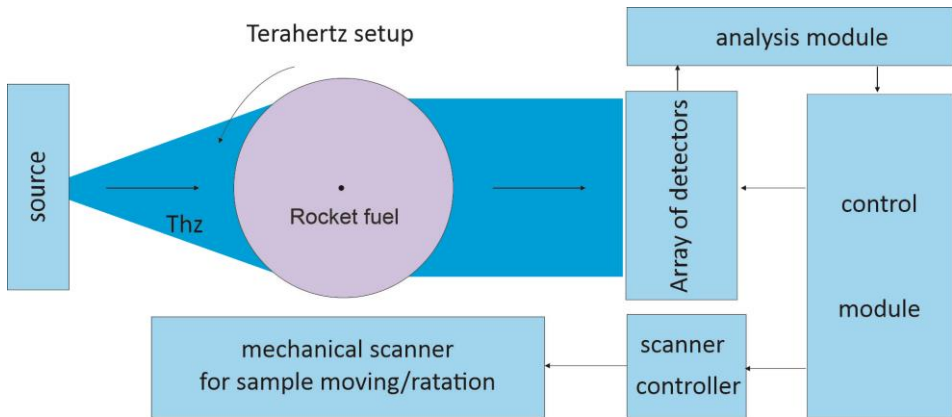 Terahertz setup
analysis module
source
Thz
Rocket fuel
Array of detectors
control
module
mechanical scanner
for sample moving/ratation
scanner
controller